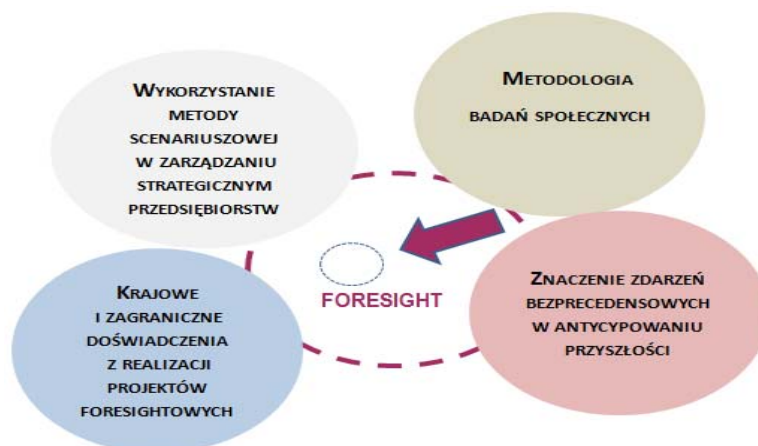 WYKORZYSTANIE
METODY
SCENARIUSZOWEJ
W ZARZĄDZANIU
STRATEGICZNYM
PRZEDSIĘBIORSTW
METODOLOGIA
BADAŃ SPOŁECZNYCH
FORESIGHT
KRAJOWE
I ZAGRANICZNE
DOŚWIADCZENIA
Z REALIZACJI
PROJEKTÓW
FORESIGHTOWYCH
ZNACZENIE ZDARZEŃ
BEZPRECEDENSOWYCH
W ANTYCYPOWANIU
PRZYSZŁOŚCI